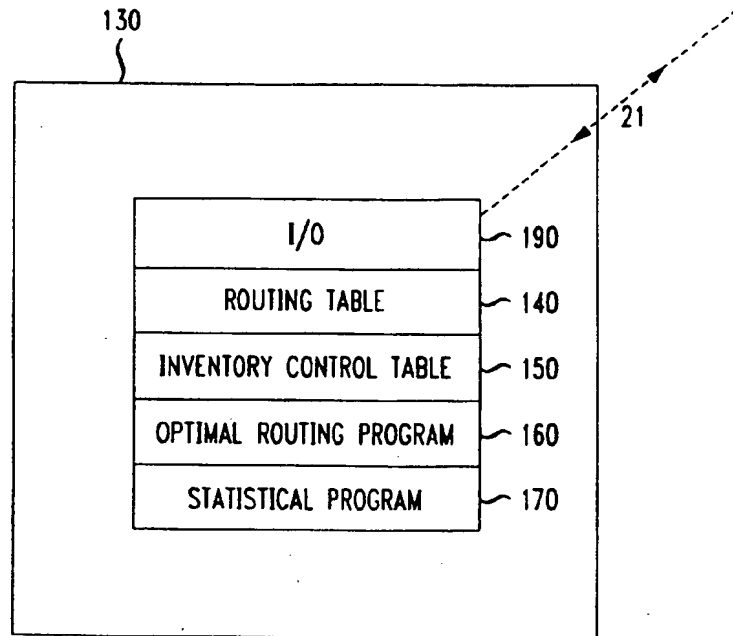 130
21
I/O 190
ROUTING TABLE 140
INVENTORY CONTROL TABLE 150
OPTIMAL ROUTING PROGRAM 160
STATISTICAL PROGRAM 170